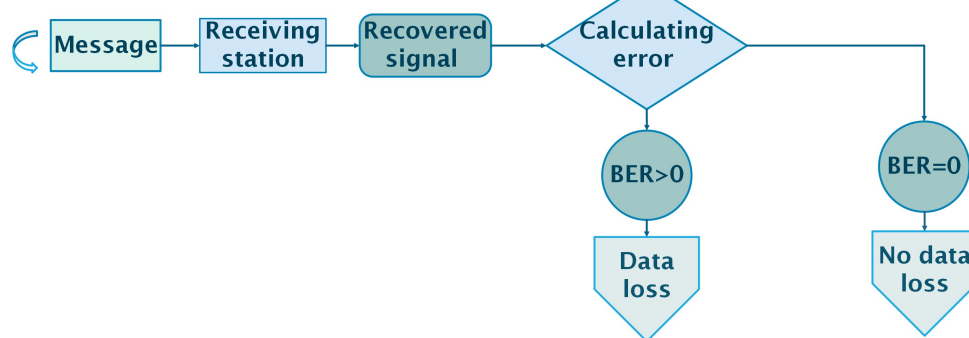 Message
Receiving
station
Recovered
signal
Calculating
error
BER>0
BER=0
Data
loss
No data
loss